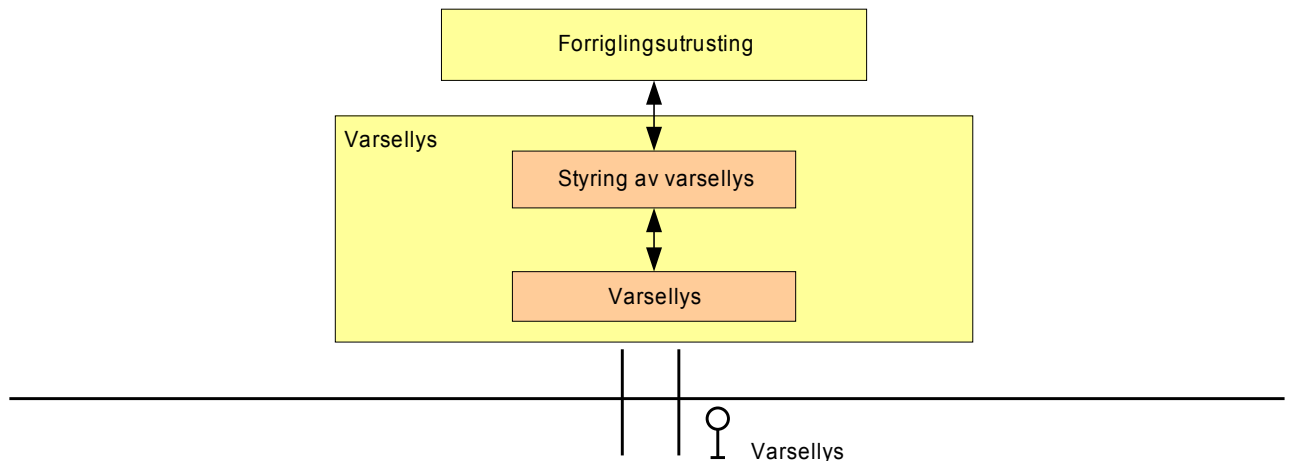 Forriglingsutrusting
Varsellys
Styring av varsellys
Varsellys
Varsellys